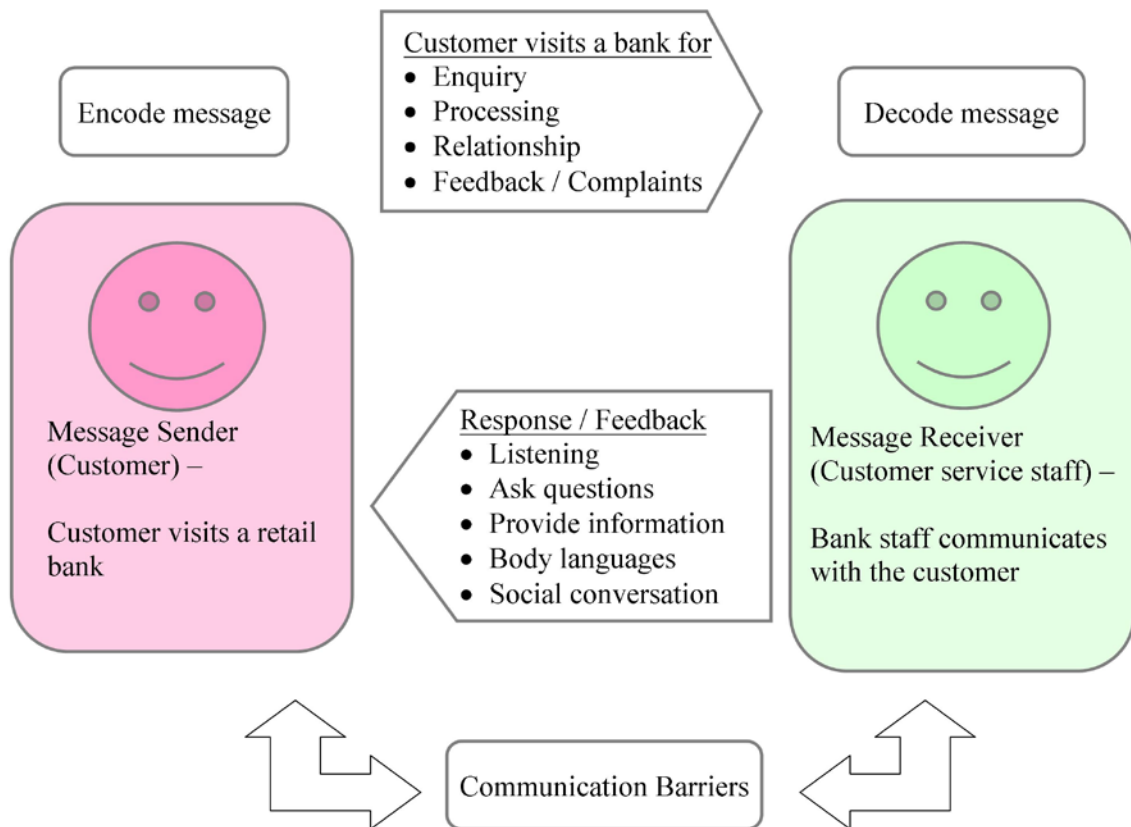 Customer visits a bank for
• Enquiry
• Processing
• Relationship
• Feedback / Complaints
Encode message
Decode message
Message Sender
(Customer) –
Customer visits a retail
bank
Response / Feedback
• Listening
• Ask questions
• Provide information
• Body languages
• Social conversation
Message Receiver
(Customer service staff) –
Bank staff communicates
with the customer
Communication Barriers